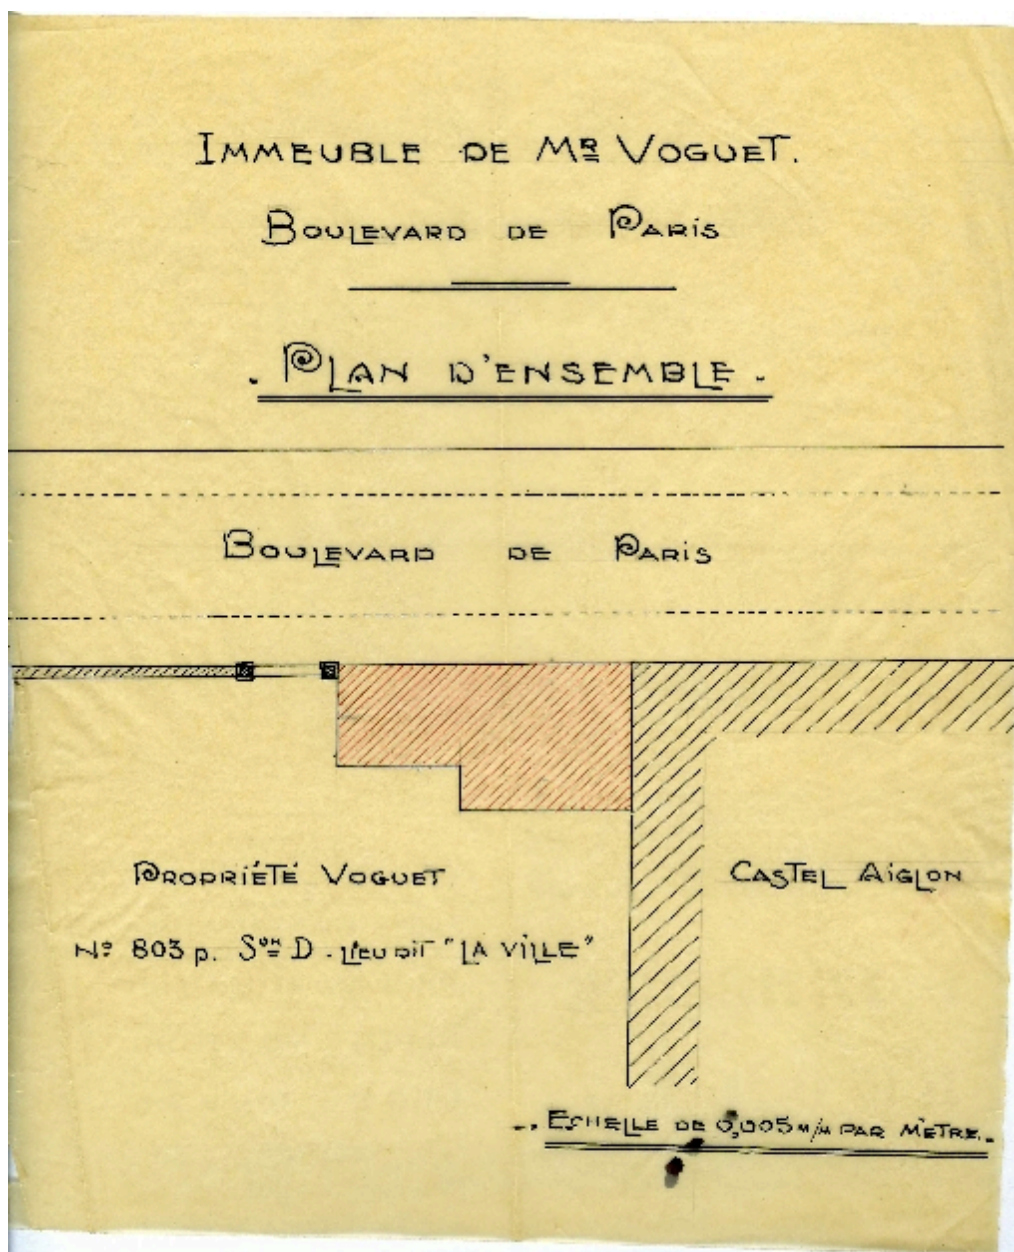 IMMEUBLE DE MR VOGUET.
BOULEVARD DE PARIS
. PLAN D'ENSEMBLE .
BOULEVARD DE PARIS
PROPRIÉTÉ VOGUET
CASTEL AIGLON
No 803 p. Son D. LIEU DIT "LA VILLE"
ECHELLE DE 0,005 M/M PAR METRE.